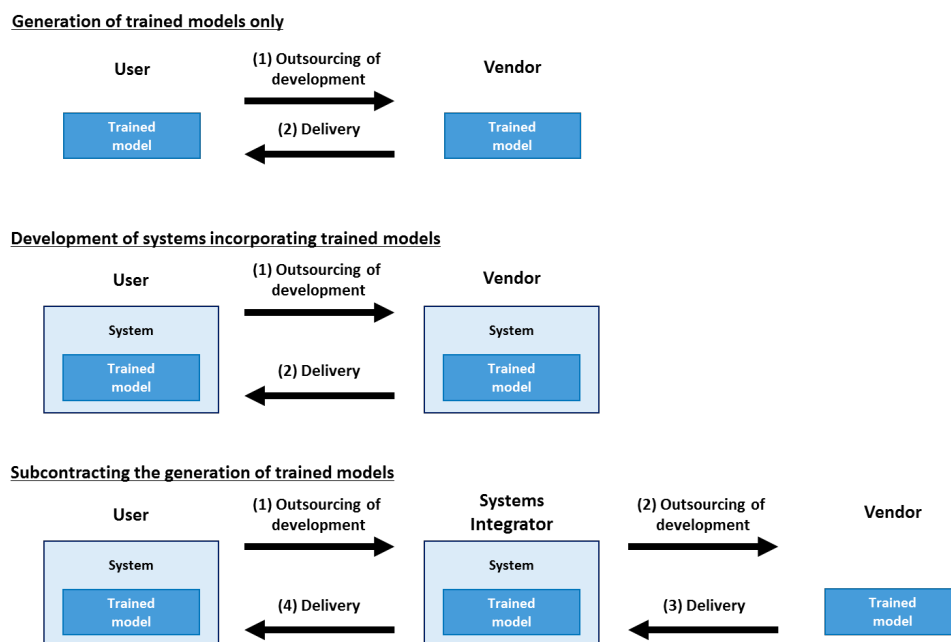 Generation of trained models only
User
(1) Outsourcing of
development
Vendor
Trained
model
(2) Delivery
Trained
model
Development of systems incorporating trained models
User
(1) Outsourcing of
development
Vendor
System
System
Trained
model
(2) Delivery
Trained
model
Subcontracting the generation of trained models
User
(1) Outsourcing of
development
Systems
Integrator
(2) Outsourcing of
development
Vendor
System
System
Trained
model
(4) Delivery
Trained
model
(3) Delivery
Trained
model